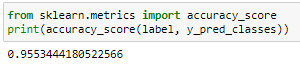 from sklearn.metrics import accuracy_score
print(accuracy_score(label, y_pred_classes))
0.9553444180522566